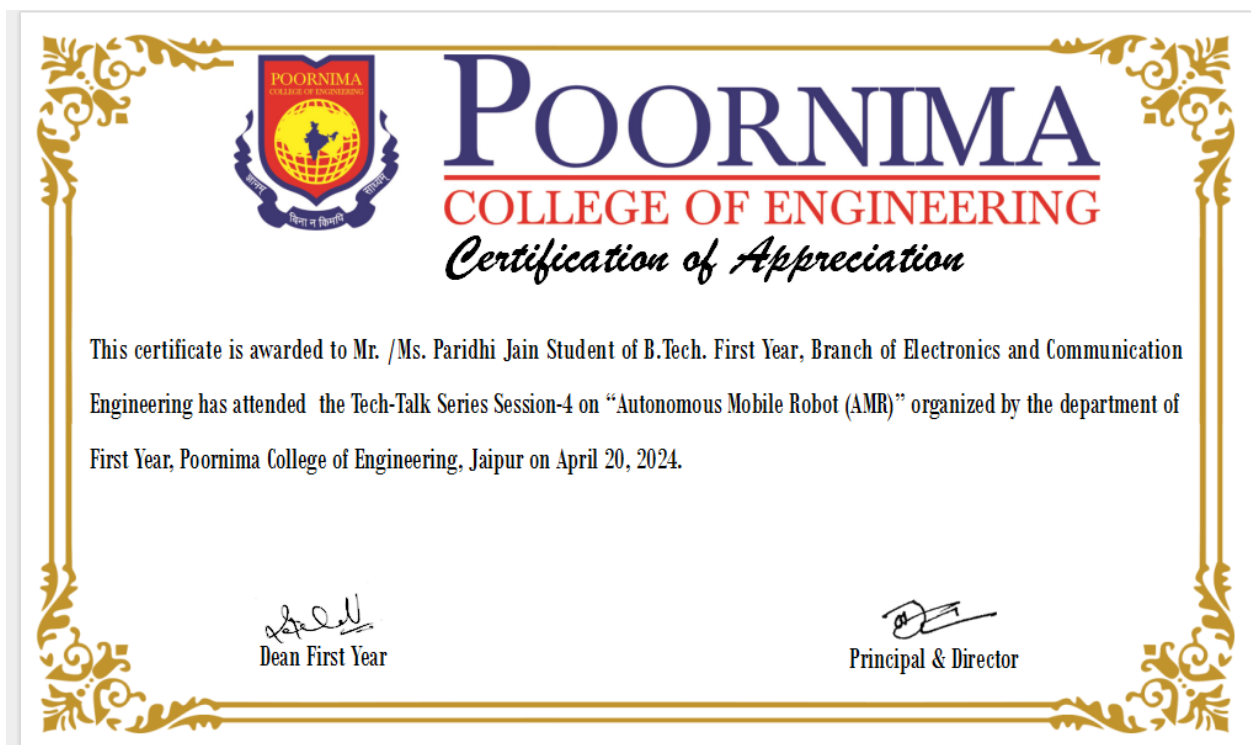 POORNIMA
COLLEGE OF ENGINEERING
ज्ञानम्
विना न किमपि
साध्यम्
POORNIMA
COLLEGE OF ENGINEERING
Certification of Appreciation
This certificate is awarded to Mr. /Ms. Paridhi Jain Student of B.Tech. First Year, Branch of Electronics and Communication
Engineering has attended the Tech-Talk Series Session-4 on “Autonomous Mobile Robot (AMR)” organized by the department of
First Year, Poornima College of Engineering, Jaipur on April 20, 2024.
Dean First Year
Principal & Director